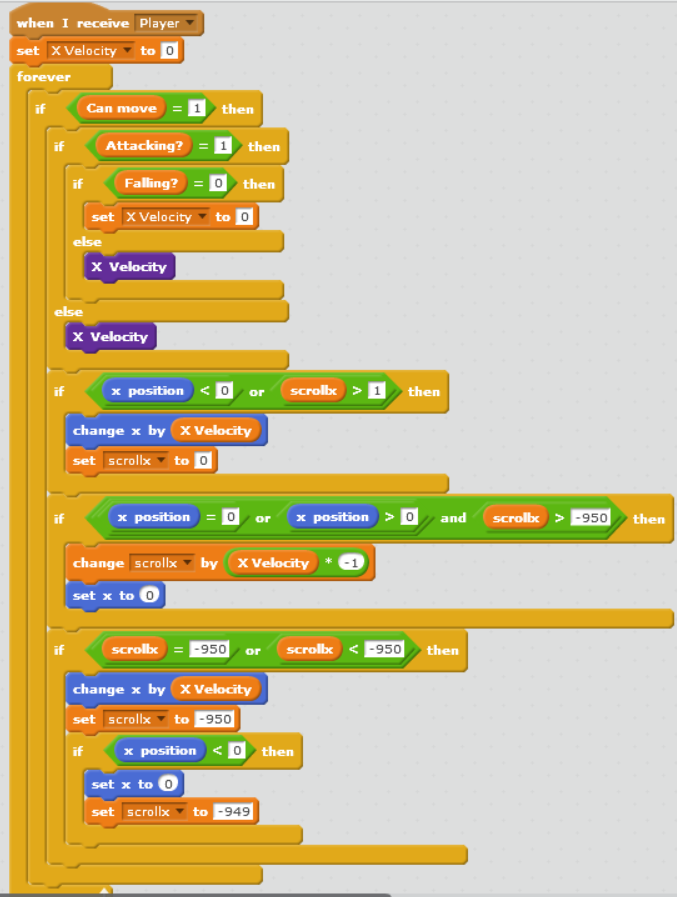 when I receive Player
set X Velocity to 0
forever
if Can move = 1 then
if Attacking? = 1 then
if Falling? = 0 then
set X Velocity to 0
else
X Velocity
else
X Velocity
if x position < 0 or scrollx > 1 then
change x by X Velocity
set scrollx to 0
if x position = 0 or x position > 0 and scrollx > -950 then
change scrollx by X Velocity * -1
set x to 0
if scrollx = -950 or scrollx < -950 then
change x by X Velocity
set scrollx to -950
if x position < 0 then
set x to 0
set scrollx to -949